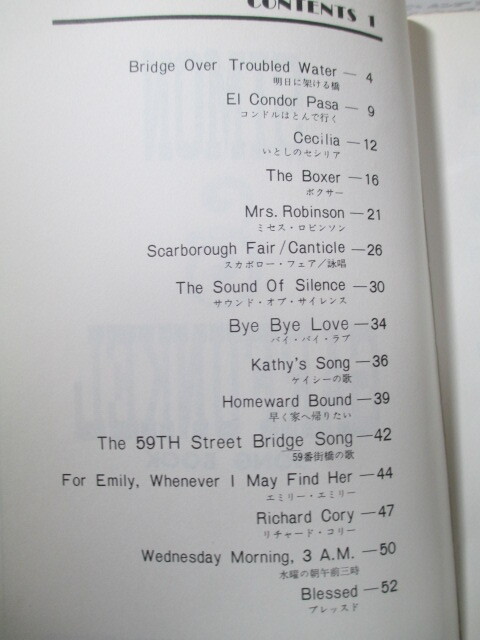 CONTENTS 1
Bridge Over Troubled Water — 4
明日に架ける橋
El Condor Pasa — 9
コンドルはとんで行く
Cecilia — 12
いとしのセシリア
The Boxer — 16
ボクサー
Mrs. Robinson — 21
ミセス・ロビンソン
Scarborough Fair/Canticle — 26
スカボロー・フェア/詠唱
The Sound Of Silence — 30
サウンド・オブ・サイレンス
Bye Bye Love — 34
バイ・バイ・ラブ
Kathy's Song — 36
ケイシーの歌
Homeward Bound — 39
早く家へ帰りたい
The 59TH Street Bridge Song — 42
59番街橋の歌
For Emily, Whenever I May Find Her — 44
エミリー・エミリー
Richard Cory — 47
リチャード・コリー
Wednesday Morning, 3 A.M. — 50
水曜の朝午前三時
Blessed — 52
ブレッスド